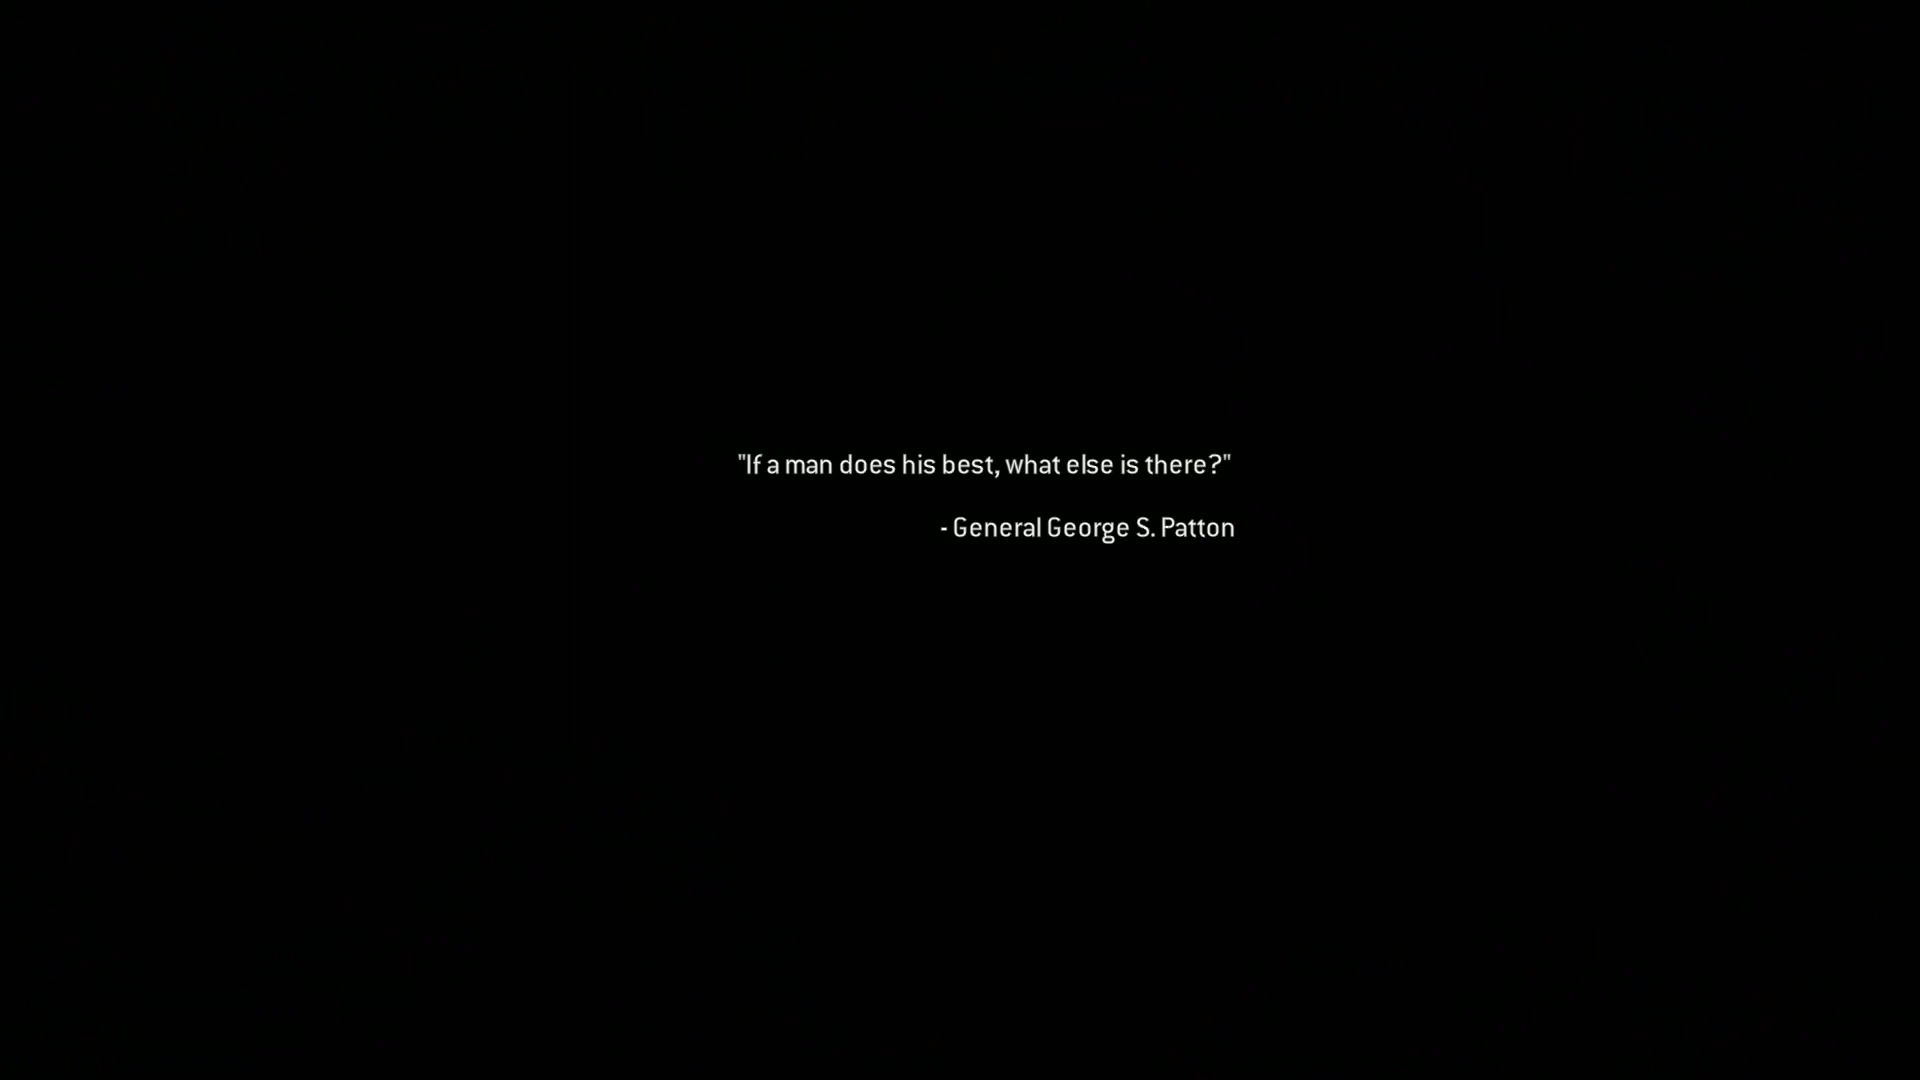 "If a man does his best, what else is there?"
- General George S. Patton